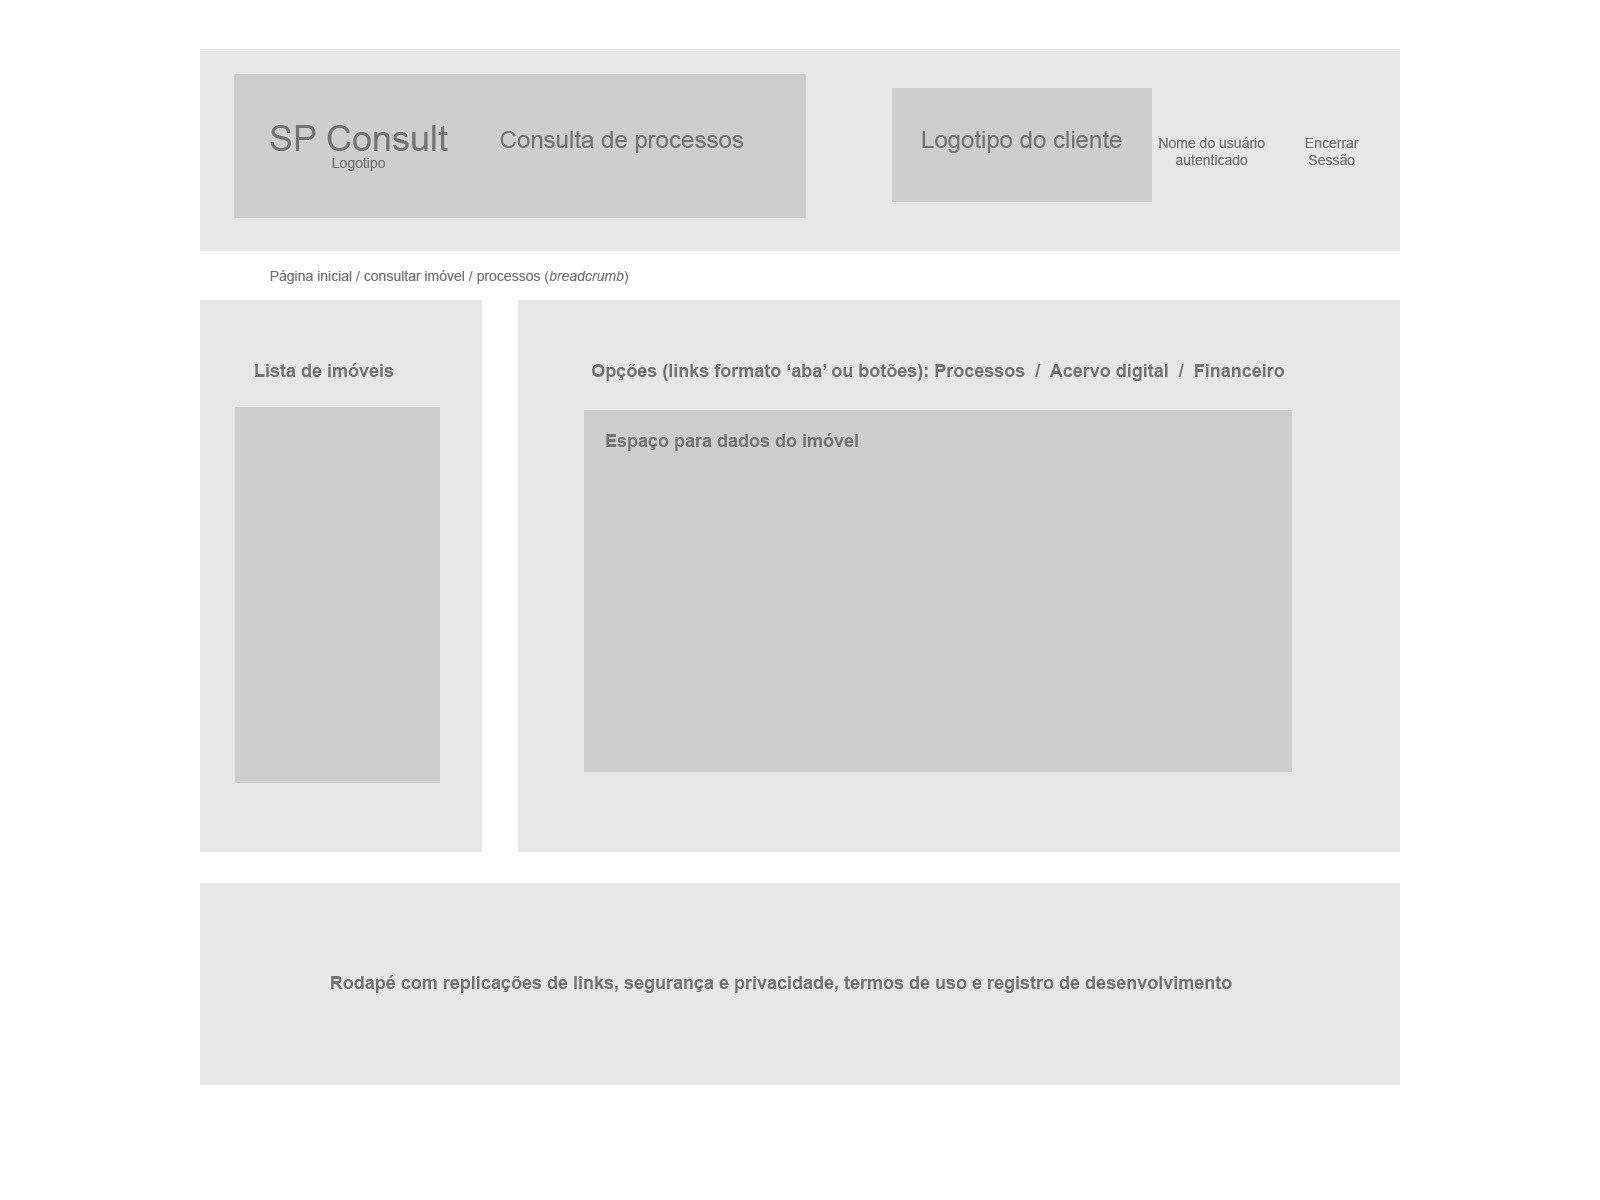 SP Consult
Logotipo
Consulta de processos
Logotipo do cliente
Nome do usuário
autenticado
Encerrar
Sessão
Página inicial / consultar imóvel / processos (breadcrumb)
Lista de imóveis
Opções (links formato ‘aba’ ou botões): Processos / Acervo digital / Financeiro
Espaço para dados do imóvel
Rodapé com replicações de links, segurança e privacidade, termos de uso e registro de desenvolvimento